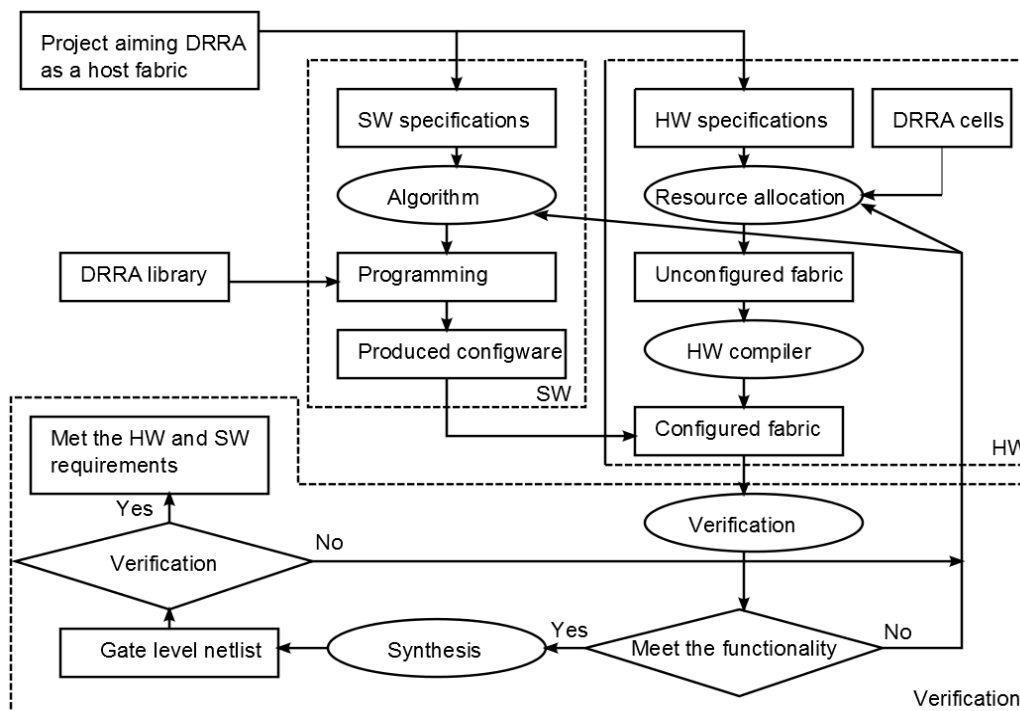 Project aiming DRRA
as a host fabric
SW specifications
HW specifications
DRRA cells
Algorithm
Resource allocation
DRRA library
Programming
Unconfigured fabric
Produced configware
HW compiler
SW
Met the HW and SW
requirements
Configured fabric
HW
Yes
Verification
No
Verification
Yes
No
Gate level netlist
Synthesis
Meet the functionality
Verification